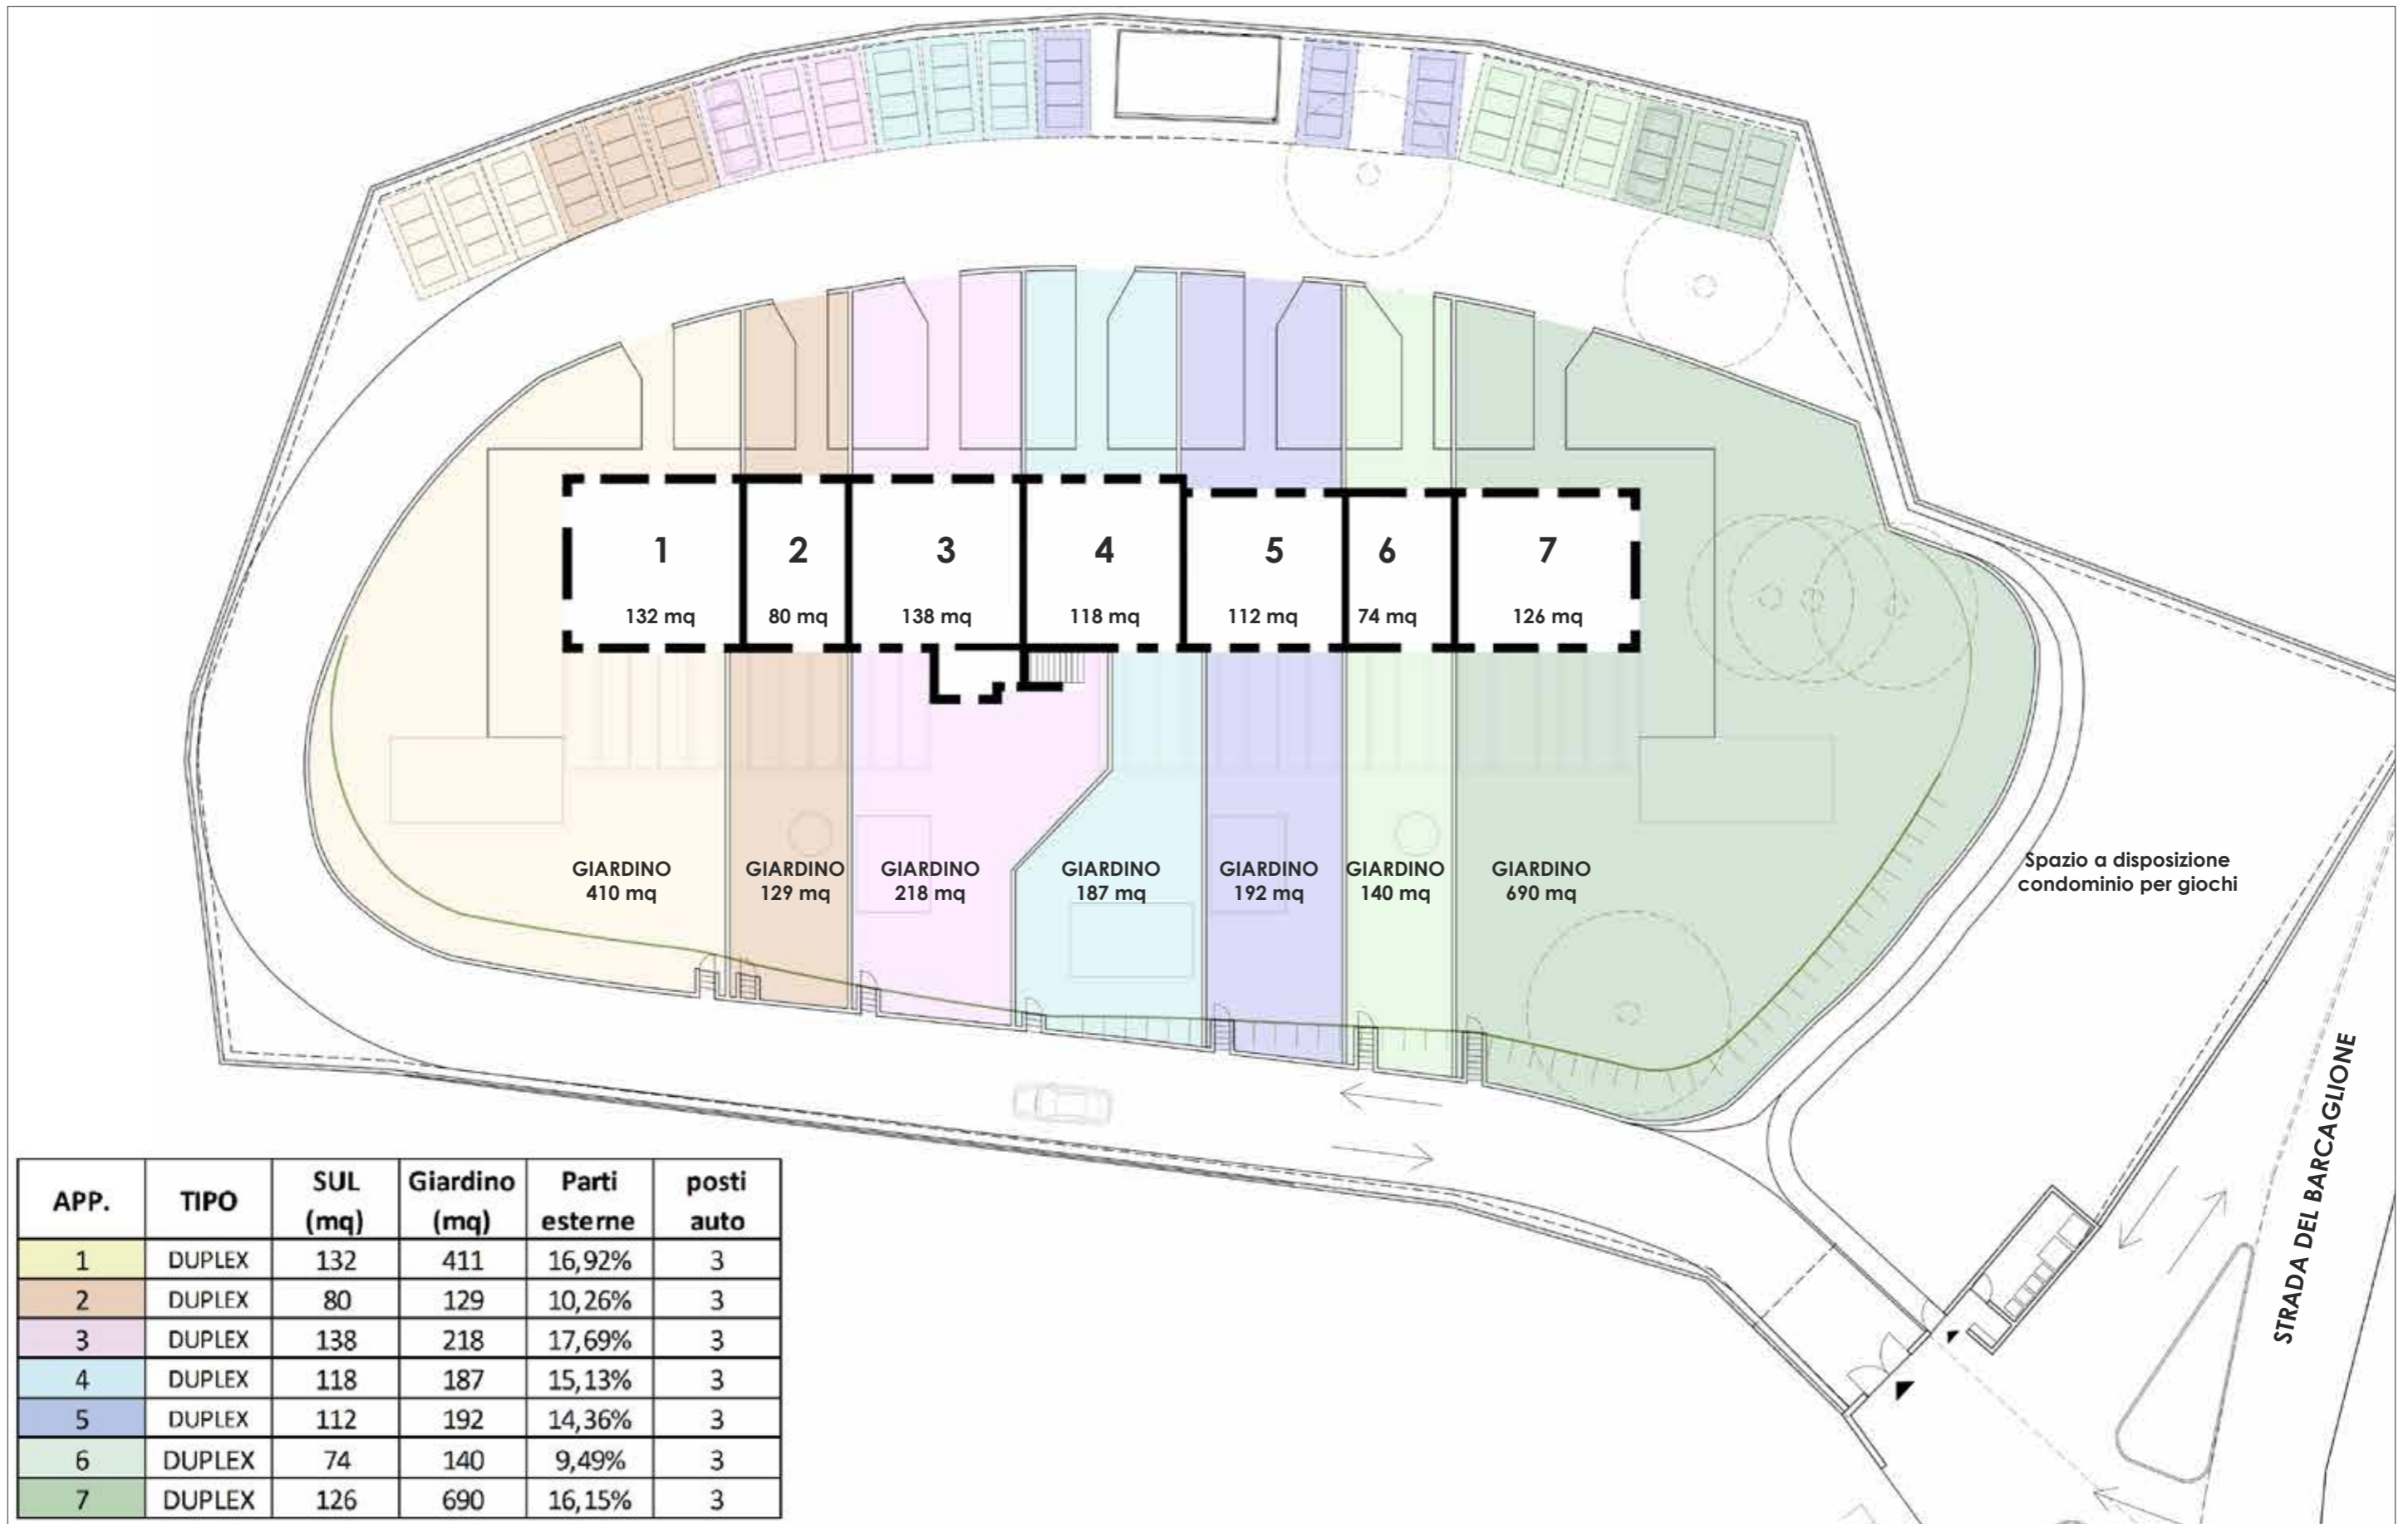 1
2
3
4
5
6
7
132 mq
80 mq
138 mq
118 mq
112 mq
74 mq
126 mq
GIARDINO
410 mq
GIARDINO
129 mq
GIARDINO
218 mq
GIARDINO
187 mq
GIARDINO
192 mq
GIARDINO
140 mq
GIARDINO
690 mq
Spazio a disposizione
condominio per giochi
STRADA DEL BARCAGLIONE
APP. TIPO SUL (mq) Giardino (mq) Parti esterne posti auto
1 DUPLEX 132 411 16,92% 3
2 DUPLEX 80 129 10,26% 3
3 DUPLEX 138 218 17,69% 3
4 DUPLEX 118 187 15,13% 3
5 DUPLEX 112 192 14,36% 3
6 DUPLEX 74 140 9,49% 3
7 DUPLEX 126 690 16,15% 3